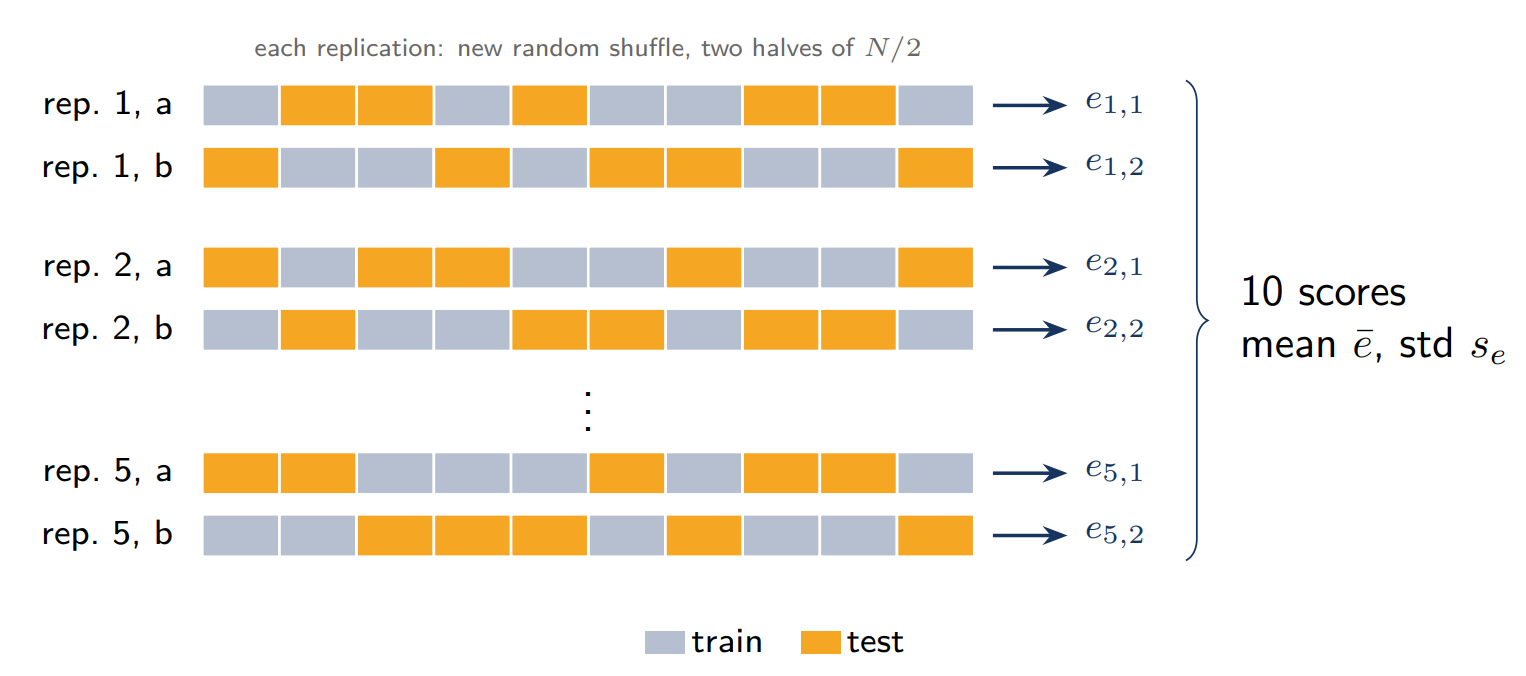 each replication: new random shuffle, two halves of N/2
rep. 1, a e1,1
rep. 1, b e1,2
rep. 2, a e2,1
rep. 2, b e2,2
10 scores
mean ē, std se
⋮
rep. 5, a e5,1
rep. 5, b e5,2
train test